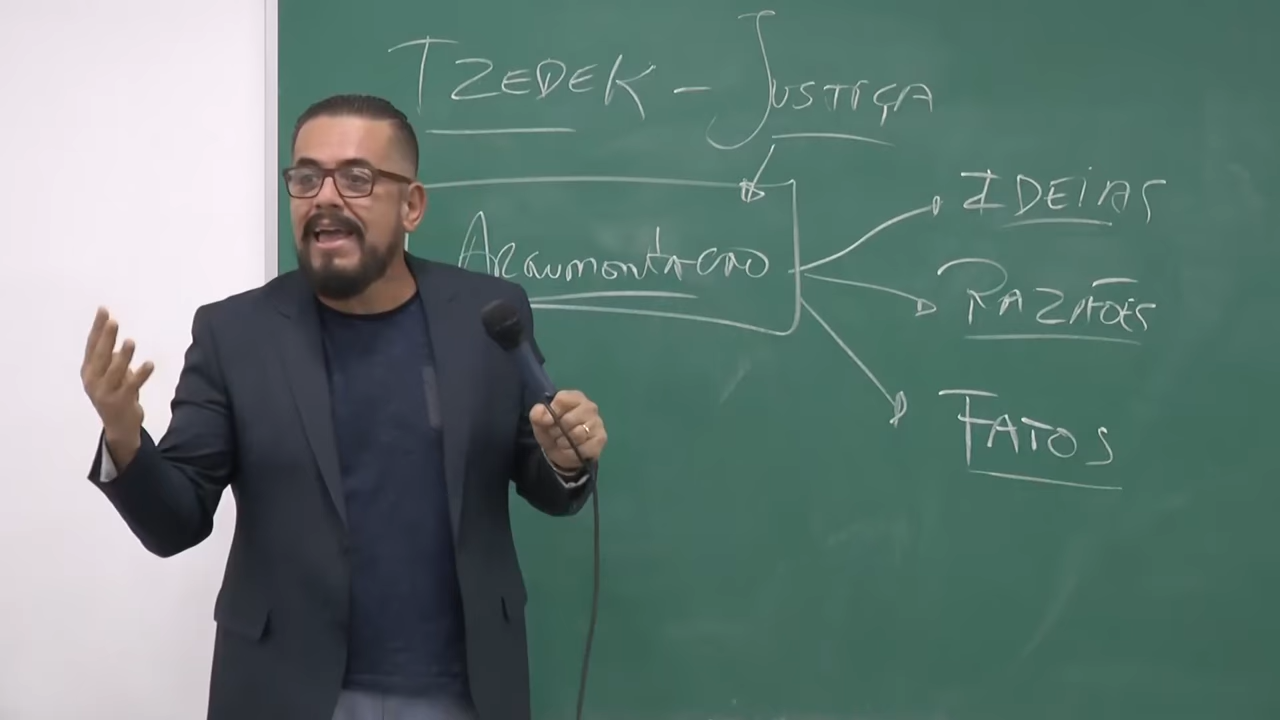 TZEDEK - JUSTIÇA
Argumentação
IDEIAS
RAZÕES
FATOS